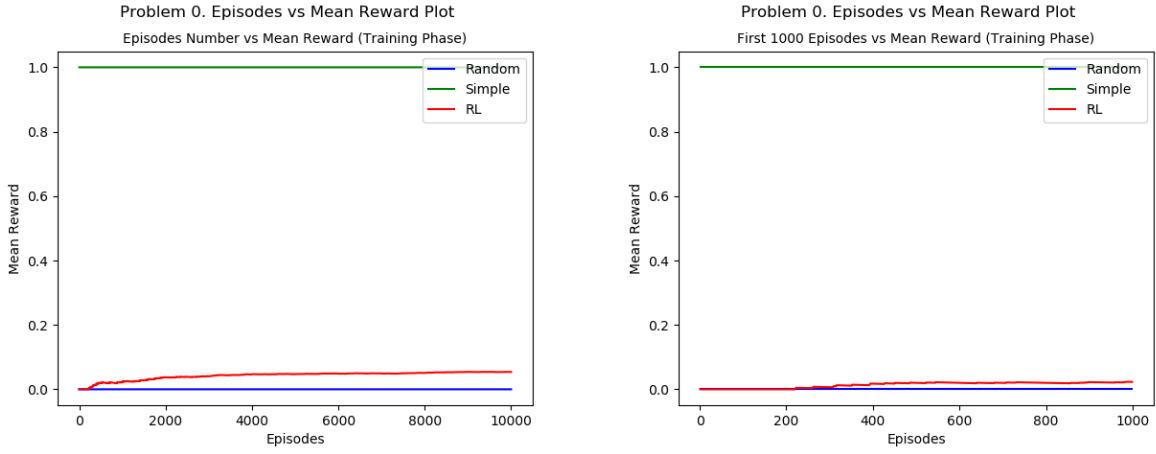 Problem 0. Episodes vs Mean Reward Plot
Episodes Number vs Mean Reward (Training Phase)
1.0
0.8
0.6
0.4
0.2
0.0
Mean Reward
Random
Simple
RL
0
2000
4000
6000
8000
10000
Episodes
Problem 0. Episodes vs Mean Reward Plot
First 1000 Episodes vs Mean Reward (Training Phase)
1.0
0.8
0.6
0.4
0.2
0.0
Mean Reward
Random
Simple
RL
0
200
400
600
800
1000
Episodes